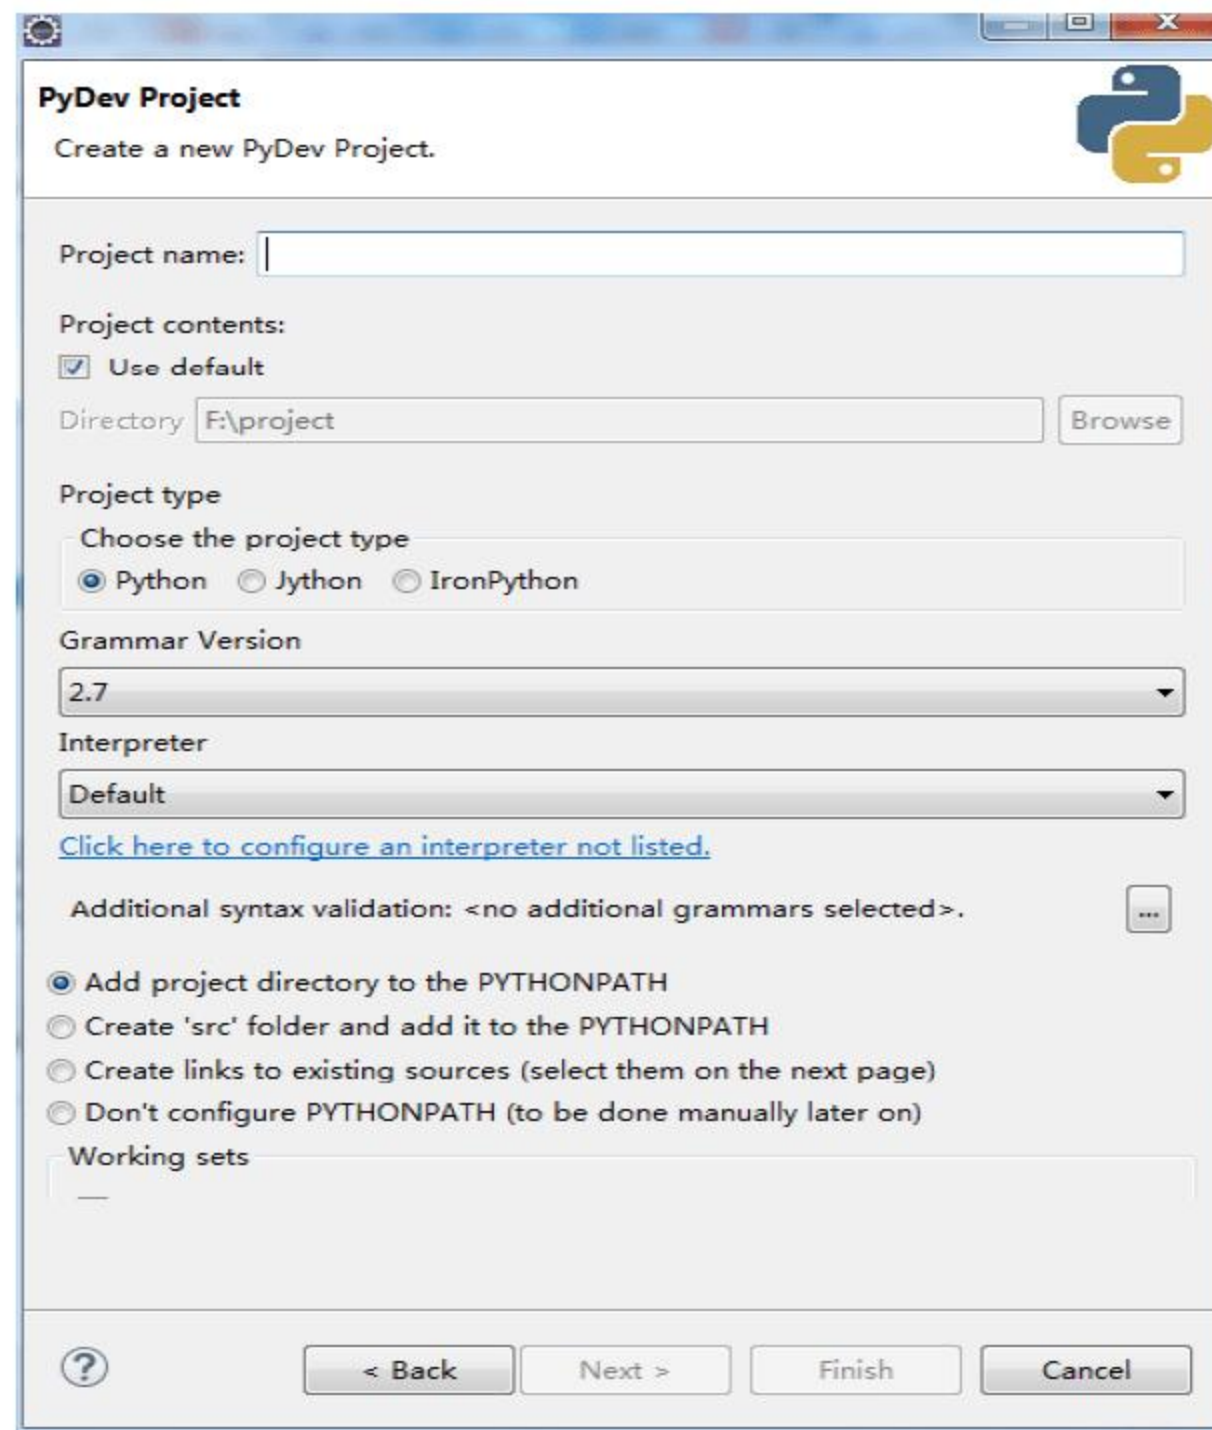 PyDev Project
Create a new PyDev Project.
Project name:
Project contents:
Use default
Directory F:\project Browse
Project type
Choose the project type
Python Jython IronPython
Grammar Version
2.7
Interpreter
Default
Click here to configure an interpreter not listed.
Additional syntax validation: <no additional grammars selected>. ...
Add project directory to the PYTHONPATH
Create 'src' folder and add it to the PYTHONPATH
Create links to existing sources (select them on the next page)
Don't configure PYTHONPATH (to be done manually later on)
Working sets
? < Back Next > Finish Cancel